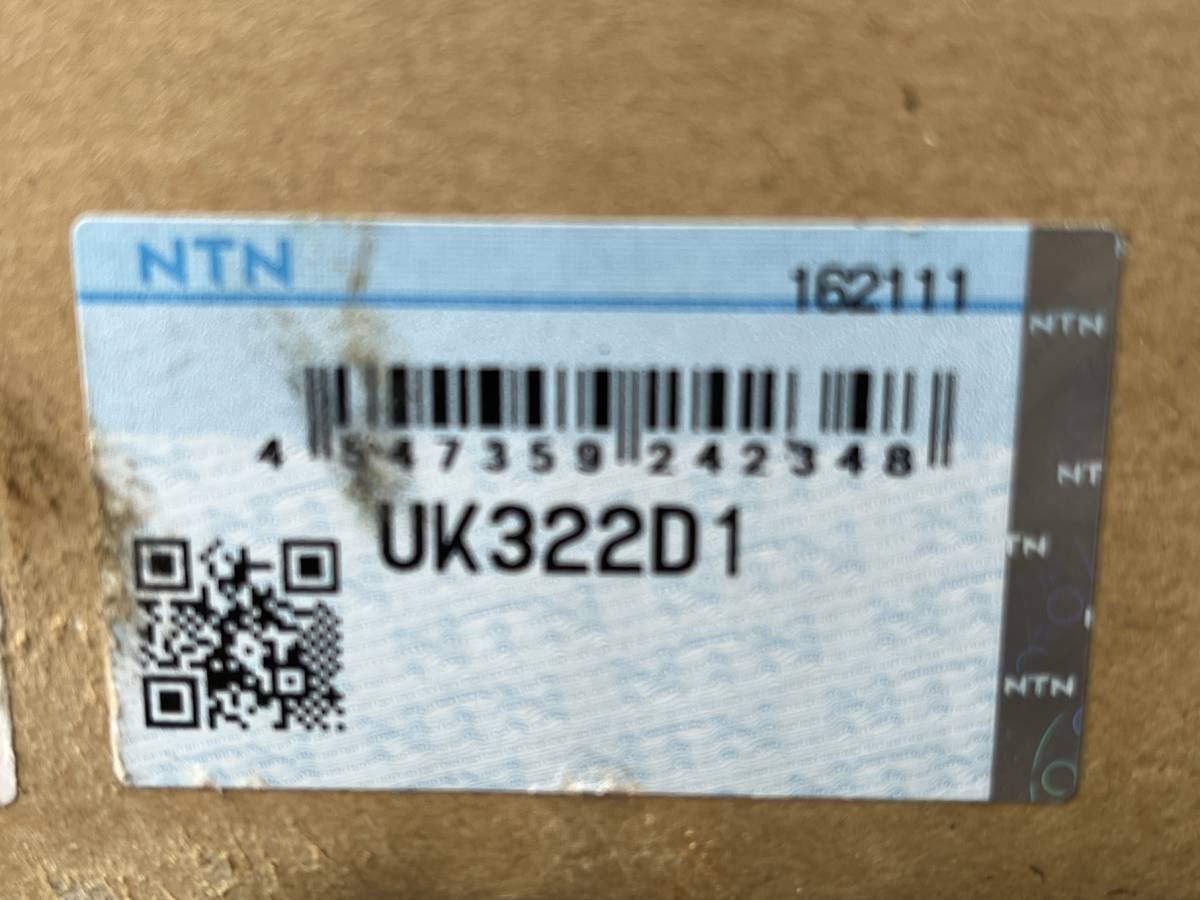 NTN
162111
4 547359 242348
UK322D1
NTN
NT
TN
NTN